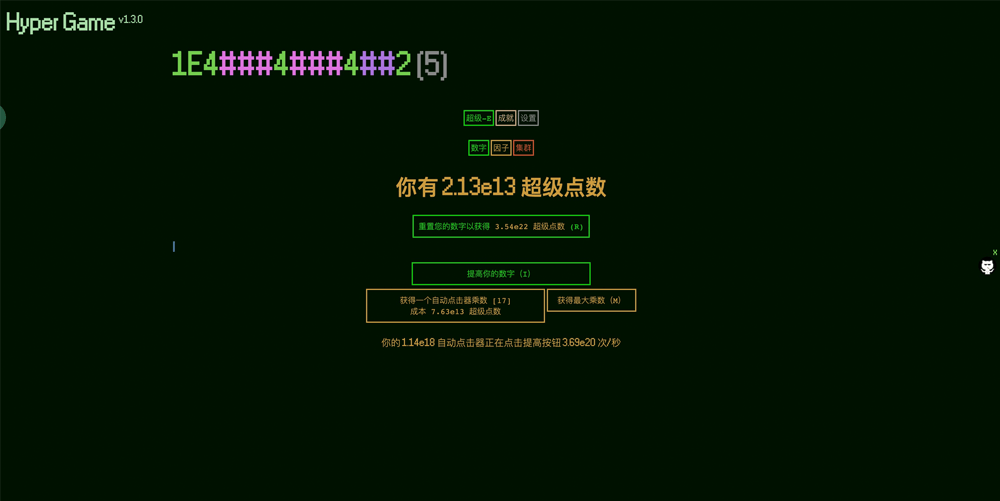 Hyper Game v1.3.0
1E4###4###4##2(5)
超级-E 成就 设置
数字 因子 集群
你有 2.13e13 超级点数
重置您的数字以获得 3.54e22 超级点数 (R)
提高你的数字（I）
获得一个自动点击器乘数 [17]
成本 7.63e13 超级点数
获得最大乘数（M）
你的 1.14e18 自动点击器正在点击提高按钮 3.69e20 次/秒
x